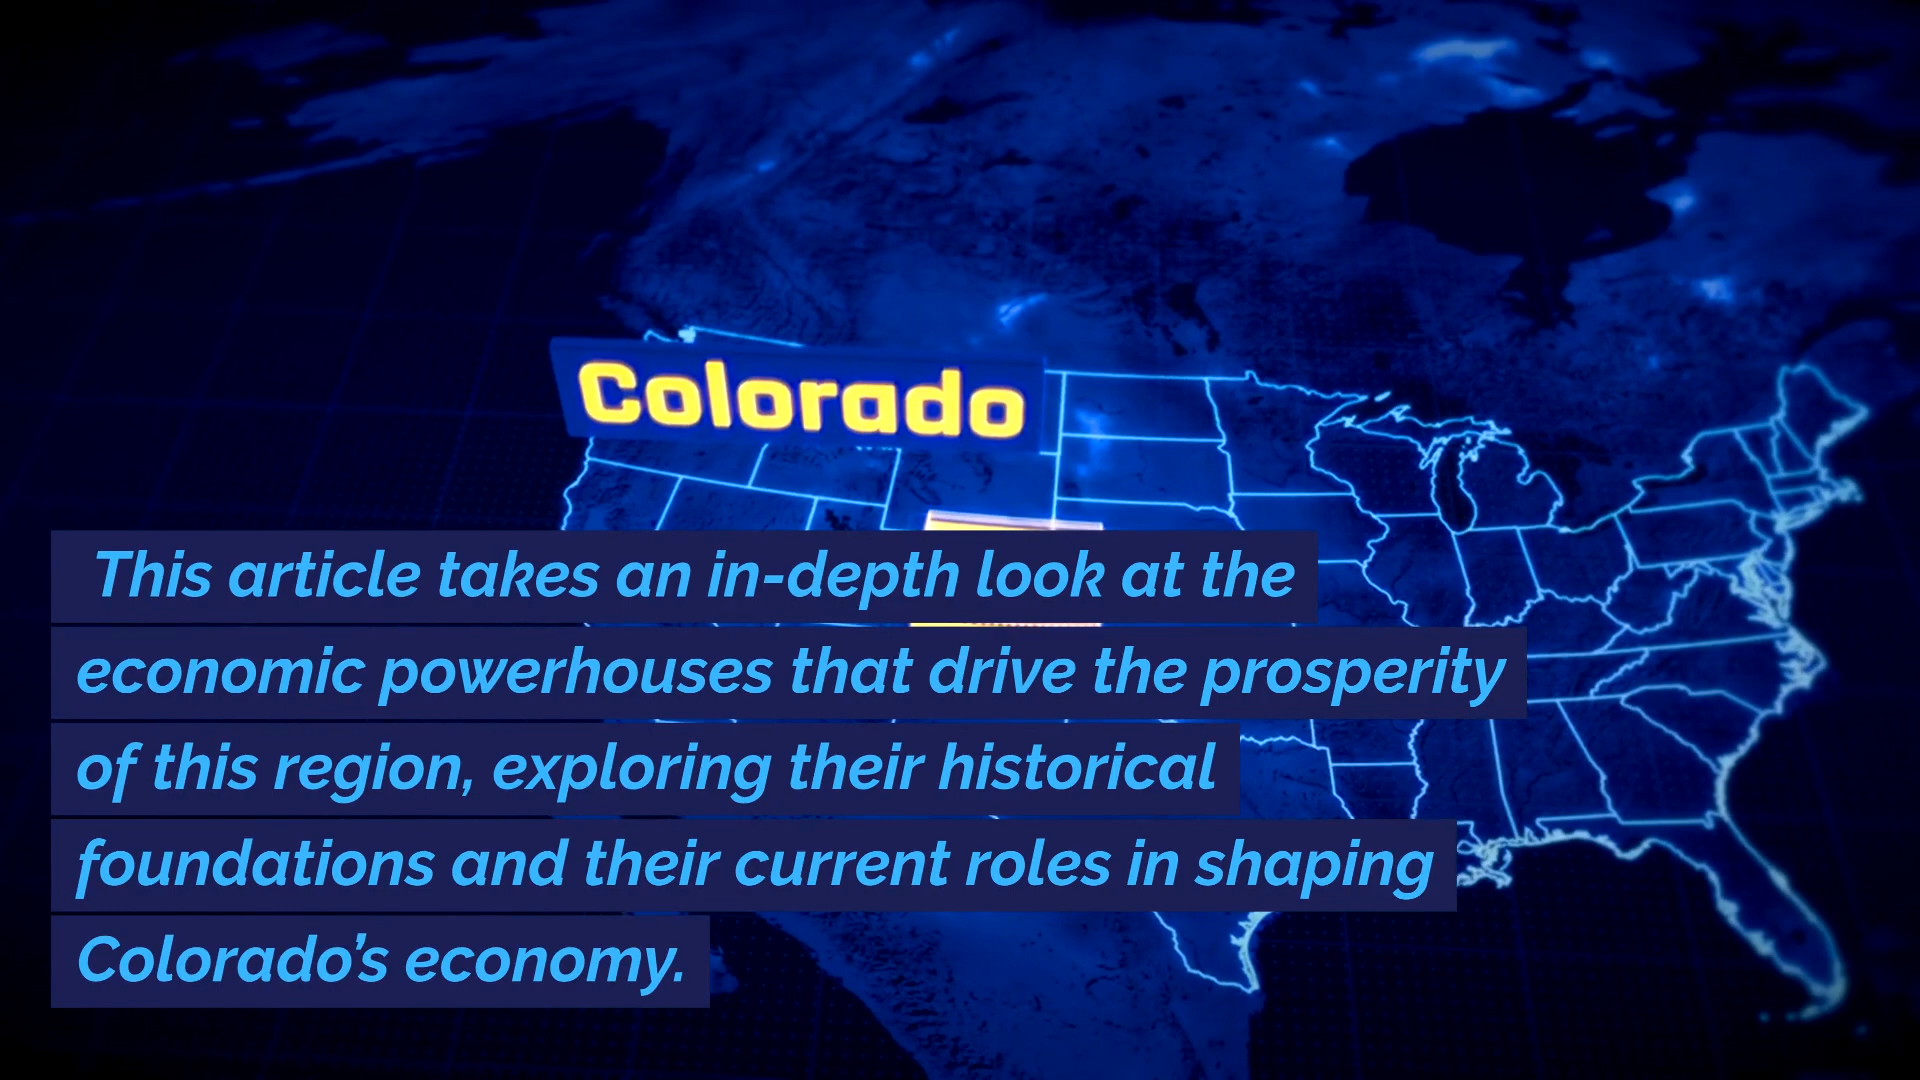 Colorado
This article takes an in-depth look at the
economic powerhouses that drive the prosperity
of this region, exploring their historical
foundations and their current roles in shaping
Colorado’s economy.